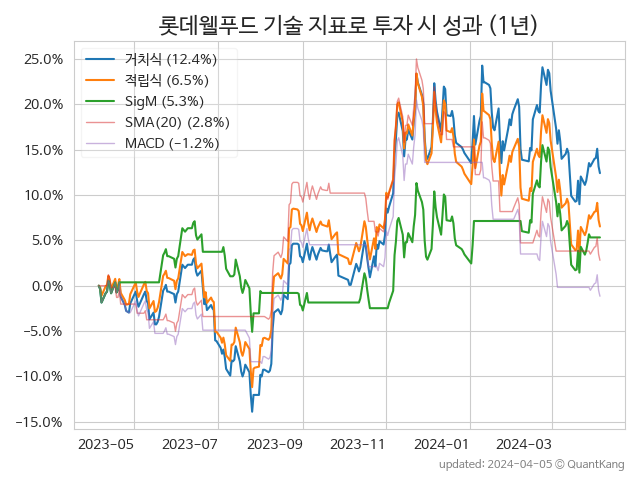 롯데웰푸드 기술 지표로 투자 시 성과 (1년)
25.0%
20.0%
15.0%
10.0%
5.0%
0.0%
−5.0%
−10.0%
−15.0%
거치식 (12.4%)
적립식 (6.5%)
SigM (5.3%)
SMA(20) (2.8%)
MACD (−1.2%)
2023-05 2023-07 2023-09 2023-11 2024-01 2024-03
updated: 2024-04-05 © QuantKang